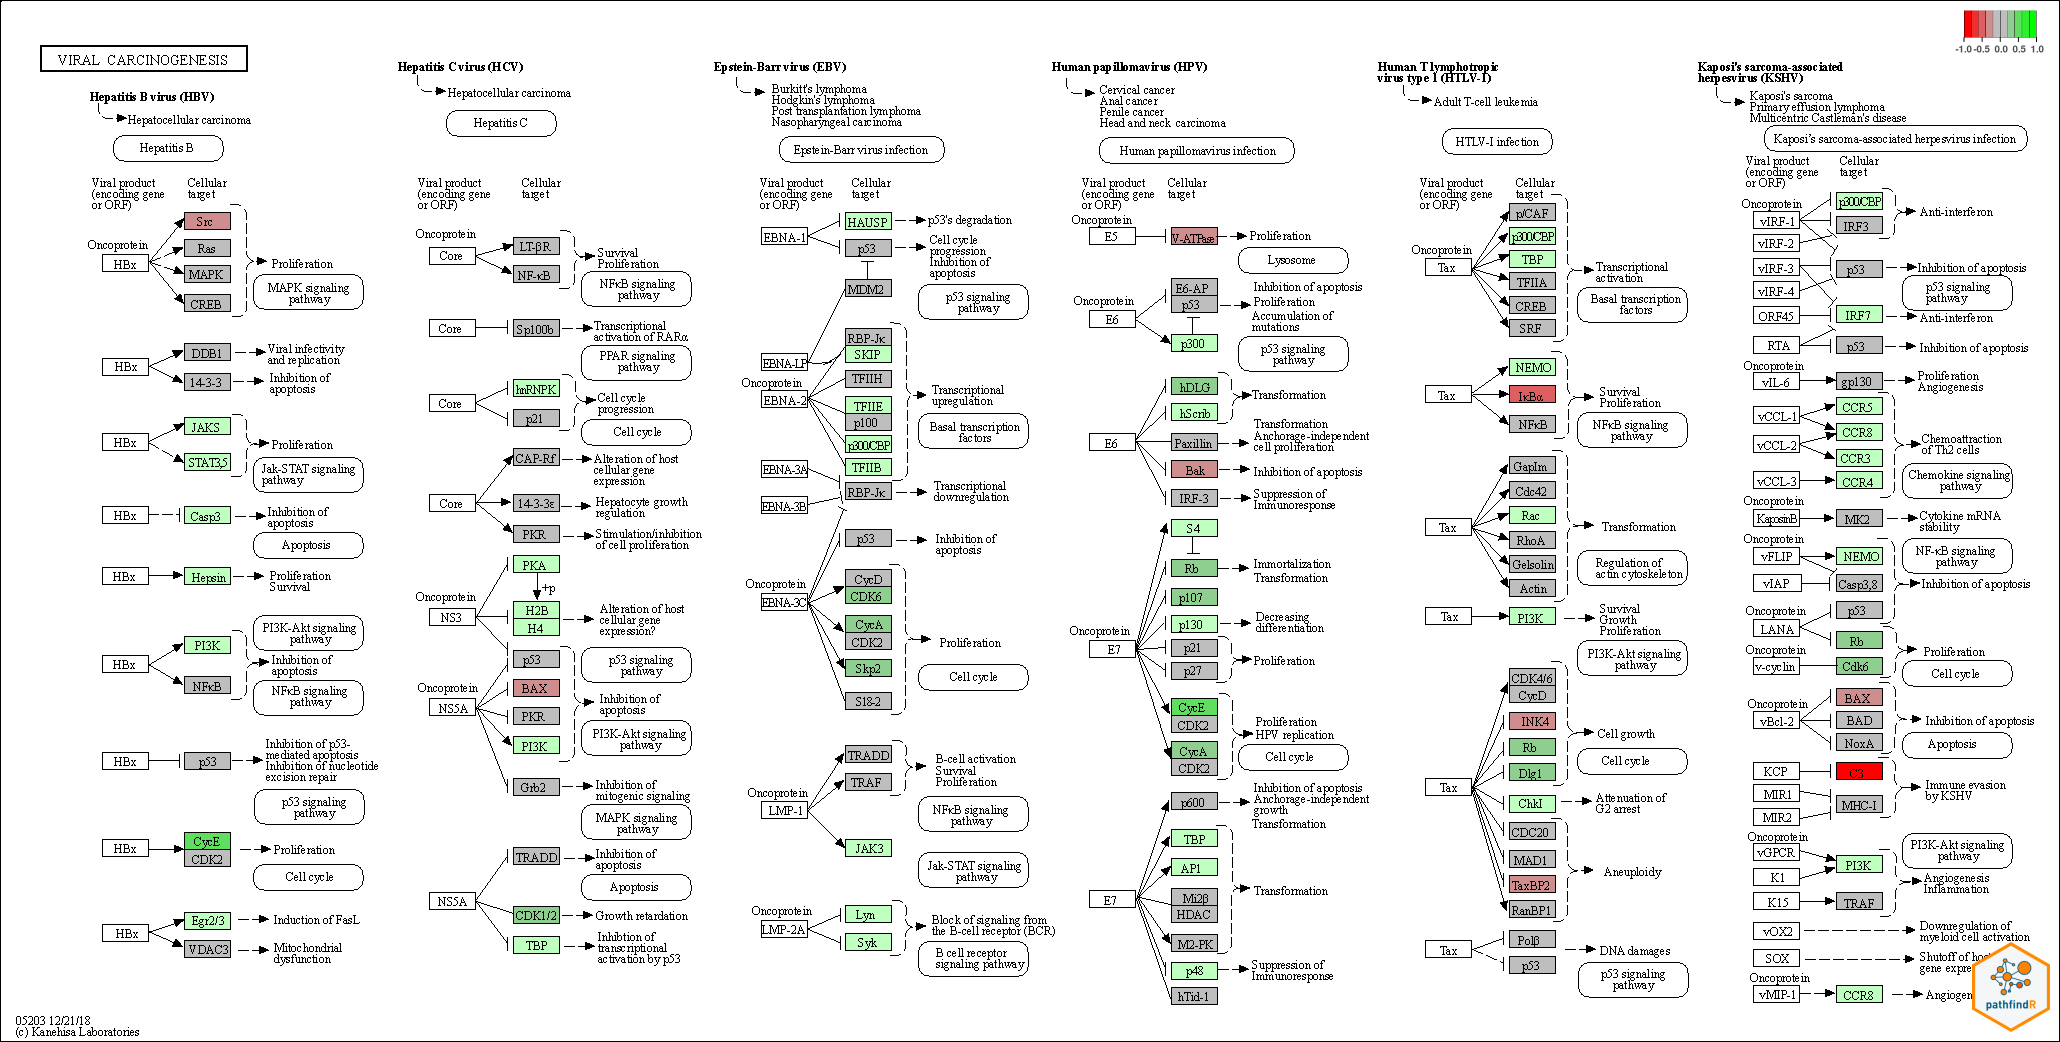 VIRAL CARCINOGENESIS
-1.0 -0.5 0.0 0.5 1.0
Hepatitis B virus (HBV)
Hepatocellular carcinoma
Hepatitis B
Viral product
(encoding gene
or ORF)
Cellular
target
Oncoprotein
HBx
Src
Ras
MAPK
CREB
Proliferation
MAPK signaling
pathway
HBx
DDB1
Viral infectivity
and replication
14-3-3
Inhibition of
apoptosis
HBx
JAKS
STAT3,5
Proliferation
Jak-STAT signaling
pathway
HBx
Casp3
Inhibition of
apoptosis
Apoptosis
HBx
Hepsin
Proliferation
Survival
PI3K-Akt signaling
pathway
HBx
PI3K
NFκB
Inhibition of
apoptosis
NFκB signaling
pathway
HBx
p53
Inhibition of p53-
mediated apoptosis
Inhibition of nucleotide
excision repair
p53 signaling
pathway
HBx
CycE
CDK2
Proliferation
Cell cycle
HBx
Egr2/3
Induction of FasL
VDAC3
Mitochondrial
dysfunction
05203 12/21/18
(c) Kanehisa Laboratories
Hepatitis C virus (HCV)
Hepatocellular carcinoma
Hepatitis C
Viral product
(encoding gene
or ORF)
Cellular
target
Oncoprotein
Core
LT-βR
NF-κB
Survival
Proliferation
NFκB signaling
pathway
Core
Sp100b
Transcriptional
activation of RARα
PPAR signaling
pathway
Core
hnRNPK
p21
Cell cycle
progression
Cell cycle
Core
CAP-Rf
Alteration of host
cellular gene
expression
14-3-3ε
Hepatocyte growth
regulation
PKR
Stimulation/inhibition
of cell proliferation
Oncoprotein
NS3
PKA
+p
H2B
H4
Alteration of host
cellular gene
expression?
p53
p53 signaling
pathway
Oncoprotein
NS5A
BAX
PKR
PI3K
Inhibition of
apoptosis
PI3K-Akt signaling
pathway
Grb2
Inhibition of
mitogenic signaling
MAPK signaling
pathway
NS5A
TRADD
Inhibition of
apoptosis
Apoptosis
CDK1/2
Growth retardation
TBP
Inhibtion of
transcriptional
activation by p53
Epstein-Barr virus (EBV)
Burkitt's lymphoma
Hodgkin's lymphoma
Post transplantation lymphoma
Nasopharyngeal carcinoma
Epstein-Barr virus infection
Viral product
(encoding gene
or ORF)
Cellular
target
EBNA-1
HAUSP
p53's degradation
p53
Cell cycle
progression
Inhibition of
apoptosis
MDM2
p53 signaling
pathway
EBNA-LP
RBP-Jκ
SKIP
TFIIH
Oncoprotein
EBNA-2
TFIIE
p100
p300/CBP
TFIIB
Transcriptional
upregulation
Basal transcription
factors
EBNA-3A
EBNA-3B
RBP-Jκ
Transcriptional
downregulation
p53
Inhibition of
apoptosis
Oncoprotein
EBNA-3C
CycD
CDK6
CycA
CDK2
Skp2
S18-2
Proliferation
Cell cycle
Oncoprotein
LMP-1
TRADD
TRAF
B-cell activation
Survival
Proliferation
NFκB signaling
pathway
JAK3
Jak-STAT signaling
pathway
Oncoprotein
LMP-2A
Lyn
Syk
Block of signaling from
the B-cell receptor (BCR)
B cell receptor
signaling pathway
Human papillomavirus (HPV)
Cervical cancer
Anal cancer
Penile cancer
Head and neck carcinoma
Human papillomavirus infection
Viral product
(encoding gene
or ORF)
Cellular
target
Oncoprotein
E5
V-ATPase
Proliferation
Lysosome
Oncoprotein
E6
E6-AP
p53
p300
Inhibition of apoptosis
Proliferation
Accumulation of
mutations
p53 signaling
pathway
E6
hDLG
hScrib
Transformation
Paxillin
Transformation
Anchorage-independent
cell proliferation
Bak
Inhibition of apoptosis
IRF-3
Suppression of
Immunoresponse
Oncoprotein
E7
S4
Rb
Immortalization
Transformation
p107
p130
Decreasing
differentiation
p21
p27
Proliferation
CycE
CDK2
CycA
CDK2
Proliferation
HPV replication
Cell cycle
p600
Inhibition of apoptosis
Anchorage-independent
growth
Transformation
E7
TBP
AP1
Mi2β
HDAC
M2-PK
Transformation
p48
Suppression of
Immunoresponse
hTid-1
Human T lymphotropic
virus type 1 (HTLV-1)
Adult T-cell leukemia
HTLV-I infection
Viral product
(encoding gene
or ORF)
Cellular
target
Oncoprotein
Tax
p/CAF
p300/CBP
TBP
TFIIA
CREB
SRF
Transcriptional
activation
Basal transcription
factors
Tax
NEMO
IκBα
NFκB
Survival
Proliferation
NFκB signaling
pathway
Tax
GapIm
Cdc42
Rac
RhoA
Gelsolin
Actin
Transformation
Regulation of
actin cytoskeleton
Tax
PI3K
Survival
Growth
Proliferation
PI3K-Akt signaling
pathway
Tax
CDK4/6
CycD
INK4
Rb
Dlg1
Cell growth
Cell cycle
ChkI
Attenuation of
G2 arrest
CDC20
MAD1
TaxBP2
RanBP1
Aneuploidy
Tax
Polβ
p53
DNA damages
p53 signaling
pathway
Kaposi's sarcoma-associated
herpesvirus (KSHV)
Kaposi's sarcoma
Primary effusion lymphoma
Multicentric Castleman's disease
Kaposi's sarcoma-associated herpesvirus infection
Viral product
(encoding gene
or ORF)
Cellular
target
Oncoprotein
vIRF-1
vIRF-2
p300/CBP
IRF3
Anti-interferon
vIRF-3
vIRF-4
p53
Inhibition of apoptosis
p53 signaling
pathway
ORF45
IRF7
Anti-interferon
RTA
p53
Inhibition of apoptosis
Oncoprotein
vIL-6
gp130
Proliferation
Angiogenesis
vCCL-1
vCCL-2
vCCL-3
CCR5
CCR8
CCR3
CCR4
Chemoattraction
of Th2 cells
Chemokine signaling
pathway
Oncoprotein
KaposinB
MK2
Cytokine mRNA
stability
Oncoprotein
vFLIP
NEMO
NF-κB signaling
pathway
vIAP
Casp3,8
Inhibition of apoptosis
Oncoprotein
LANA
p53
Rb
Oncoprotein
v-cyclin
Cdk6
Proliferation
Cell cycle
Oncoprotein
vBcl-2
BAX
BAD
NoxA
Inhibition of apoptosis
Apoptosis
KCP
C3
MIR1
MIR2
MHC-I
Immune evasion
by KSHV
Oncoprotein
vGPCR
K1
PI3K
PI3K-Akt signaling
pathway
Angiogenesis
Inflammation
K15
TRAF
vOX2
Downregulation of
myeloid cell activation
SOX
Shutoff of
gene
Oncoprotein
vMIP-1
CCR8
pathfindR